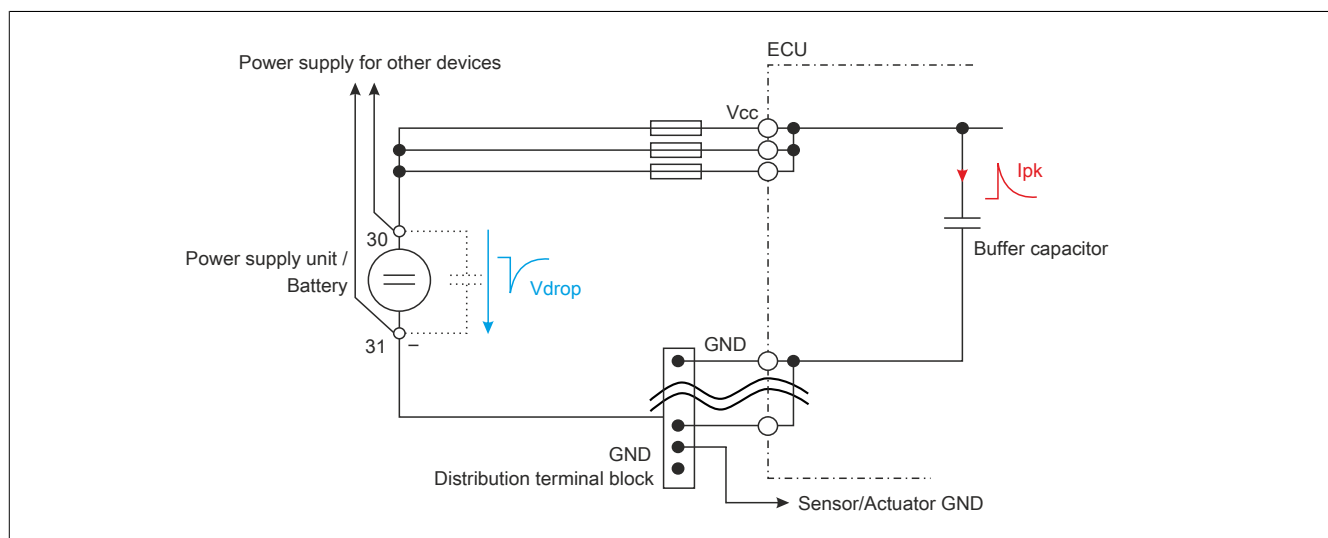 ECU
Power supply for other devices
Vcc
Ipk
30
Buffer capacitor
Power supply unit /
Battery
Vdrop
31
–
GND
GND
Distribution terminal block
Sensor/Actuator GND